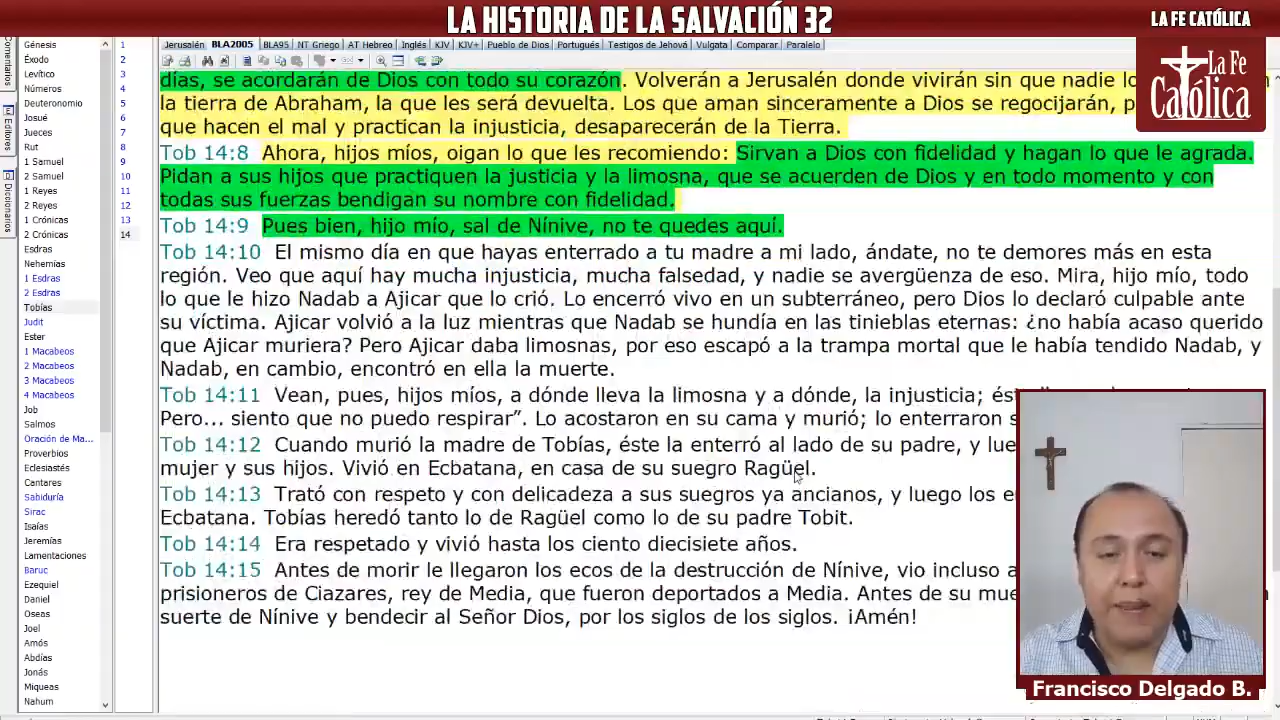 LA HISTORIA DE LA SALVACIÓN 32
LA FE CATÓLICA
La Fe
Católica
Comentarios
Editores
Diccionarios
Jerusalén BLA2005 BLA95 NT Griego AT Hebreo Inglés KJV KJV+ Pueblo de Dios Portugués Testigos de Jehová Vulgata Comparar Paralelo
Génesis
Éxodo
Levítico
Números
Deuteronomio
Josué
Jueces
Rut
1 Samuel
2 Samuel
1 Reyes
2 Reyes
1 Crónicas
2 Crónicas
Esdras
Nehemías
1 Esdras
2 Esdras
Tobías
Judit
Ester
1 Macabeos
2 Macabeos
3 Macabeos
4 Macabeos
Job
Salmos
Oración de Ma...
Proverbios
Eclesiastés
Cantares
Sabiduría
Sirac
Isaías
Jeremías
Lamentaciones
Baruc
Ezequiel
Daniel
Oseas
Joel
Amós
Abdías
Jonás
Miqueas
Nahum
1
2
3
4
5
6
7
8
9
10
11
12
13
14
días, se acordarán de Dios con todo su corazón. Volverán a Jerusalén donde vivirán sin que nadie
la tierra de Abraham, la que les será devuelta. Los que aman sinceramente a Dios se regocijarán,
que hacen el mal y practican la injusticia, desaparecerán de la Tierra.
Tob 14:8 Ahora, hijos míos, oigan lo que les recomiendo: Sirvan a Dios con fidelidad y hagan lo que le agrada.
Pidan a sus hijos que practiquen la justicia y la limosna, que se acuerden de Dios y en todo momento y con
todas sus fuerzas bendigan su nombre con fidelidad.
Tob 14:9 Pues bien, hijo mío, sal de Nínive, no te quedes aquí.
Tob 14:10 El mismo día en que hayas enterrado a tu madre a mi lado, ándate, no te demores más en esta
región. Veo que aquí hay mucha injusticia, mucha falsedad, y nadie se avergüenza de eso. Mira, hijo mío, todo
lo que le hizo Nadab a Ajicar que lo crió. Lo encerró vivo en un subterráneo, pero Dios lo declaró culpable ante
su víctima. Ajicar volvió a la luz mientras que Nadab se hundía en las tinieblas eternas: ¿no había acaso querido
que Ajicar muriera? Pero Ajicar daba limosnas, por eso escapó a la trampa mortal que le había tendido Nadab, y
Nadab, en cambio, encontró en ella la muerte.
Tob 14:11 Vean, pues, hijos míos, a dónde lleva la limosna y a dónde, la injusticia;
Pero... siento que no puedo respirar”. Lo acostaron en su cama y murió; lo enterraron
Tob 14:12 Cuando murió la madre de Tobías, éste la enterró al lado de su padre, y
mujer y sus hijos. Vivió en Ecbatana, en casa de su suegro Ragüel.
Tob 14:13 Trató con respeto y con delicadeza a sus suegros ya ancianos, y luego los
Ecbatana. Tobías heredó tanto lo de Ragüel como lo de su padre Tobit.
Tob 14:14 Era respetado y vivió hasta los ciento diecisiete años.
Tob 14:15 Antes de morir le llegaron los ecos de la destrucción de Nínive, vio incluso
prisioneros de Ciazares, rey de Media, que fueron deportados a Media. Antes de su
suerte de Nínive y bendecir al Señor Dios, por los siglos de los siglos. ¡Amén!
Francisco Delgado B.